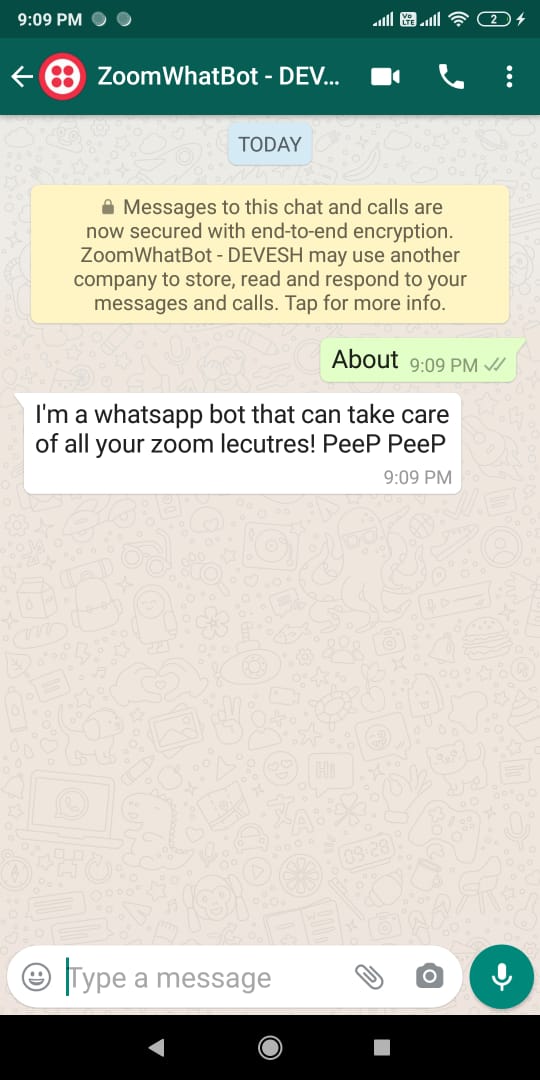 9:09 PM
Vo LTE
2
ZoomWhatBot - DEV...
TODAY
Messages to this chat and calls are
now secured with end-to-end encryption.
ZoomWhatBot - DEVESH may use another
company to store, read and respond to your
messages and calls. Tap for more info.
About 9:09 PM
I'm a whatsapp bot that can take care
of all your zoom lecutres! PeeP PeeP
9:09 PM
Hi
09:28
Type a message